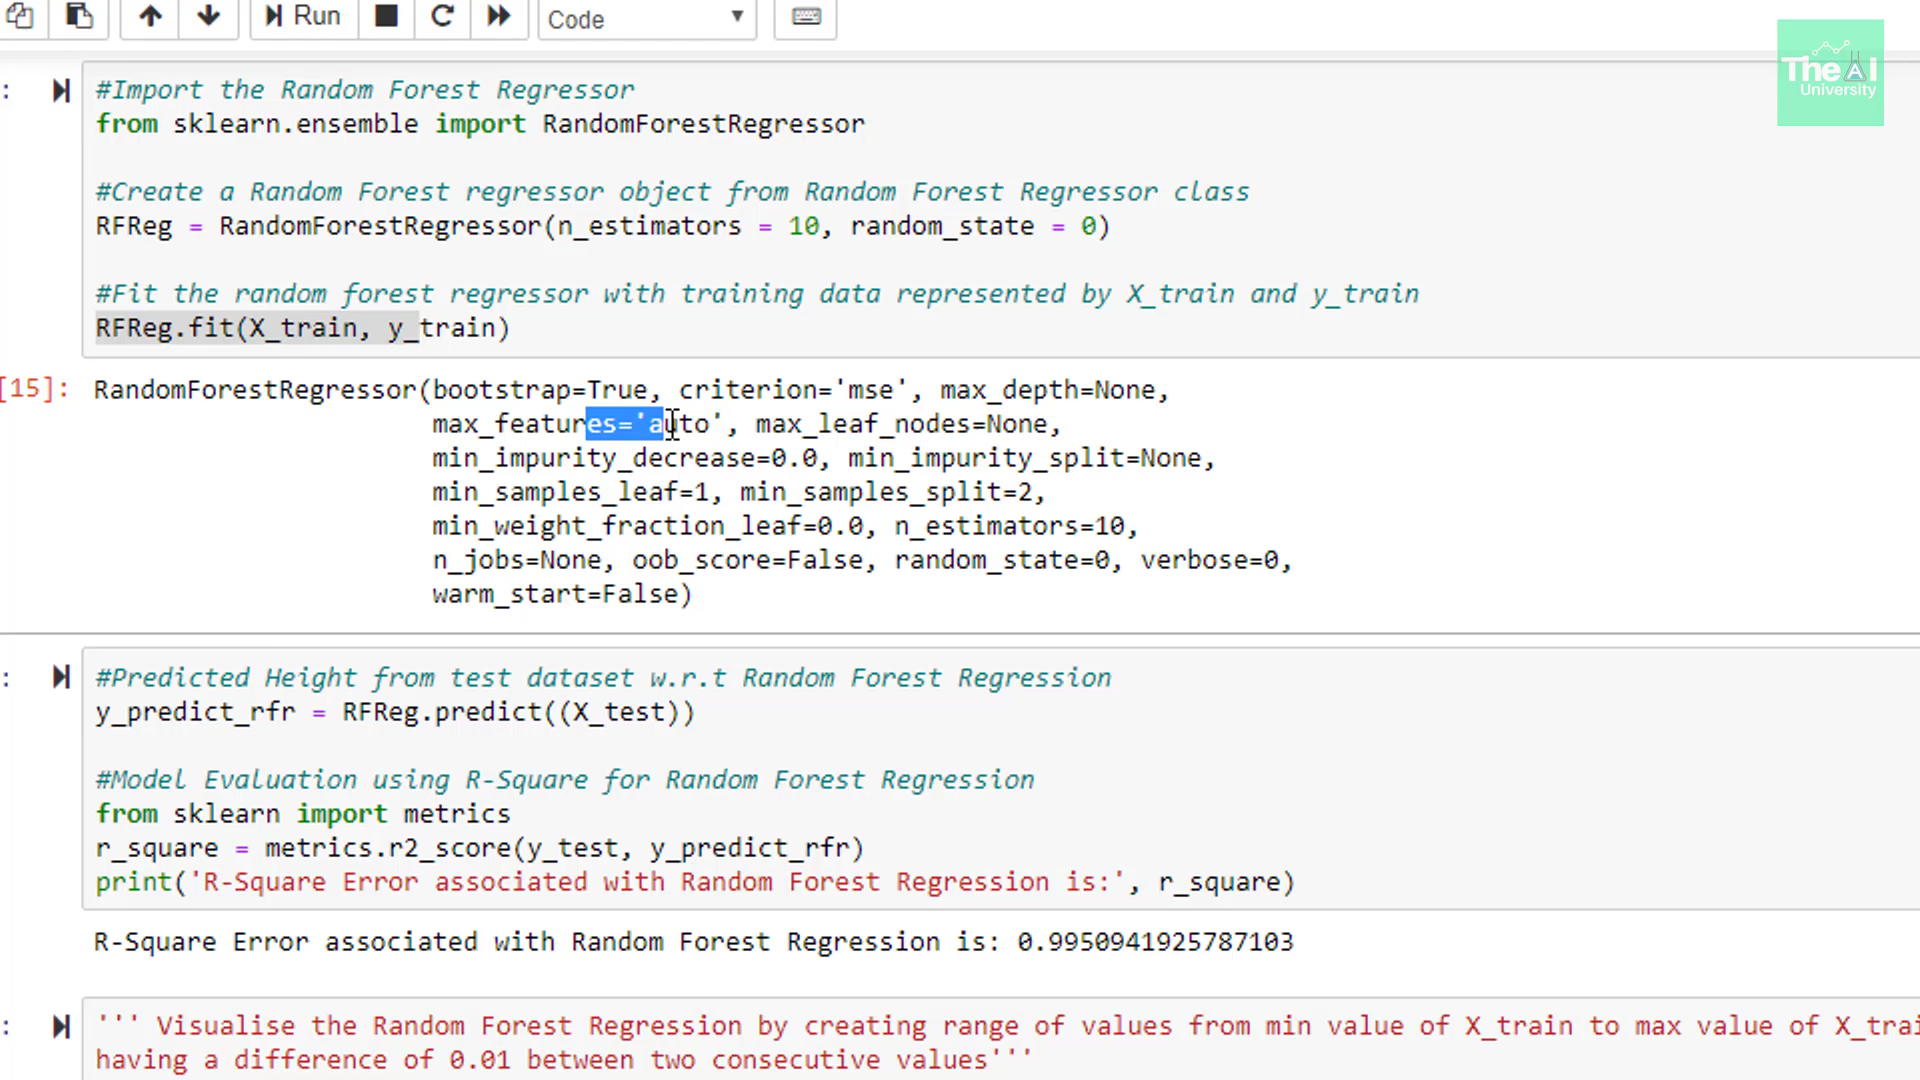 Run
Code
The AI
University
#Import the Random Forest Regressor
from sklearn.ensemble import RandomForestRegressor
#Create a Random Forest regressor object from Random Forest Regressor class
RFReg = RandomForestRegressor(n_estimators = 10, random_state = 0)
#Fit the random forest regressor with training data represented by X_train and y_train
RFReg.fit(X_train, y_train)
[15]: RandomForestRegressor(bootstrap=True, criterion='mse', max_depth=None,
max_features='auto', max_leaf_nodes=None,
min_impurity_decrease=0.0, min_impurity_split=None,
min_samples_leaf=1, min_samples_split=2,
min_weight_fraction_leaf=0.0, n_estimators=10,
n_jobs=None, oob_score=False, random_state=0, verbose=0,
warm_start=False)
#Predicted Height from test dataset w.r.t Random Forest Regression
y_predict_rfr = RFReg.predict((X_test))
#Model Evaluation using R-Square for Random Forest Regression
from sklearn import metrics
r_square = metrics.r2_score(y_test, y_predict_rfr)
print('R-Square Error associated with Random Forest Regression is:', r_square)
R-Square Error associated with Random Forest Regression is: 0.9950941925787103
''' Visualise the Random Forest Regression by creating range of values from min value of X_train to max value of X_trai
having a difference of 0.01 between two consecutive values'''